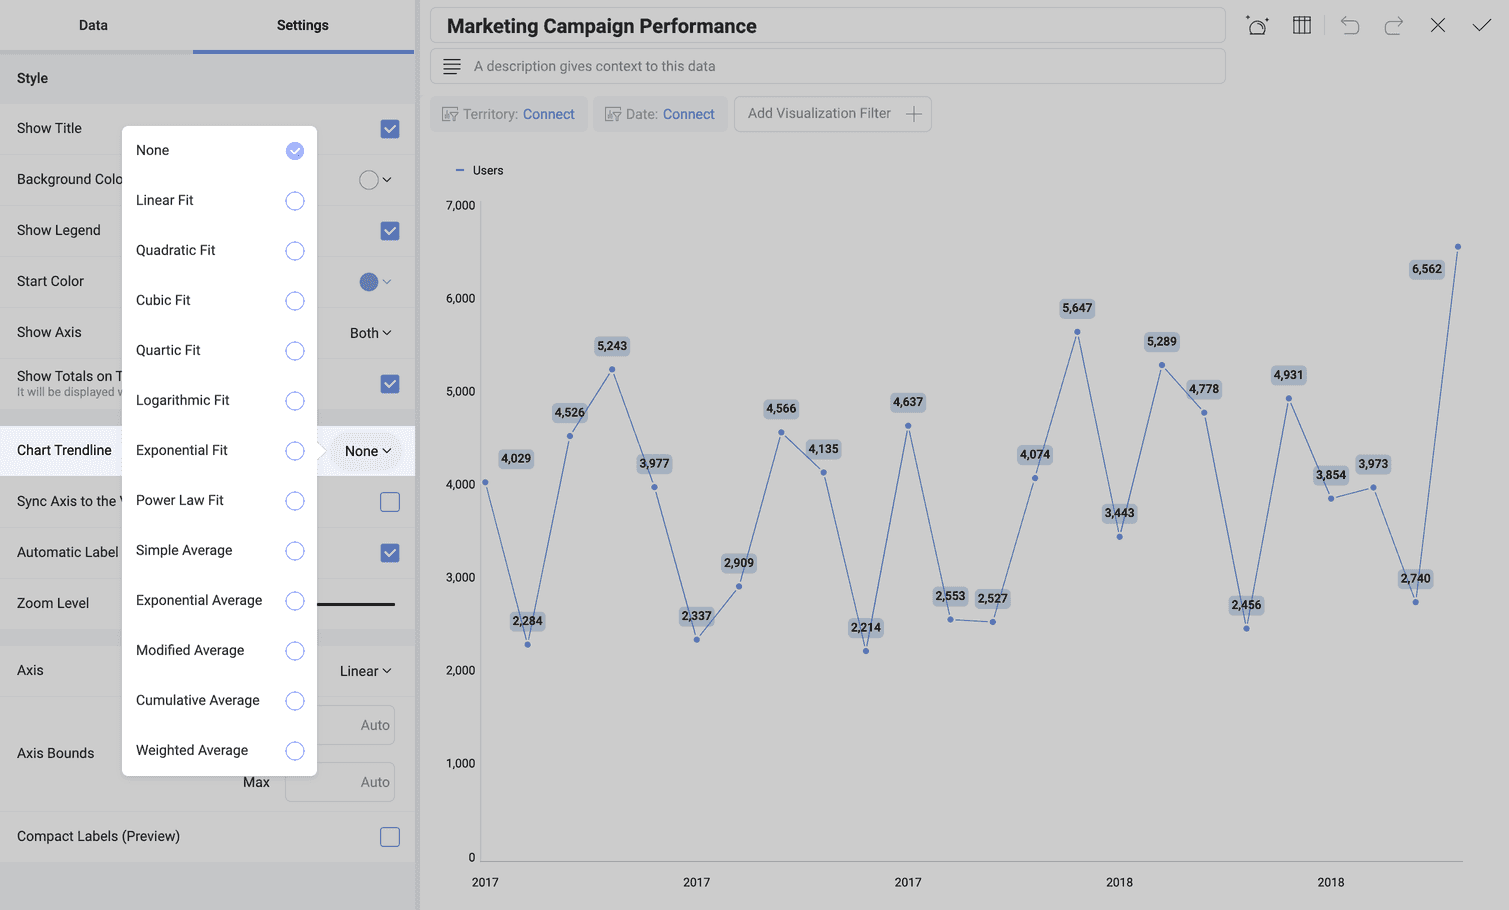 Data
Settings
Style
Show Title
Background Colo
Show Legend
Start Color
Show Axis
Both
Show Totals on T
It will be displayed v
Chart Trendline
None
Sync Axis to the V
Automatic Label
Zoom Level
Axis
Linear
Axis Bounds
Auto
Max
Auto
Compact Labels (Preview)
None
Linear Fit
Quadratic Fit
Cubic Fit
Quartic Fit
Logarithmic Fit
Exponential Fit
Power Law Fit
Simple Average
Exponential Average
Modified Average
Cumulative Average
Weighted Average
Marketing Campaign Performance
A description gives context to this data
Territory: Connect
Date: Connect
Add Visualization Filter
Users
7,000
6,000
5,000
4,000
3,000
2,000
1,000
0
4,029
2,284
4,526
5,243
3,977
2,337
2,909
4,566
4,135
2,214
4,637
2,553
2,527
4,074
5,647
3,443
5,289
4,778
2,456
4,931
3,854
3,973
2,740
6,562
2017
2017
2017
2018
2018